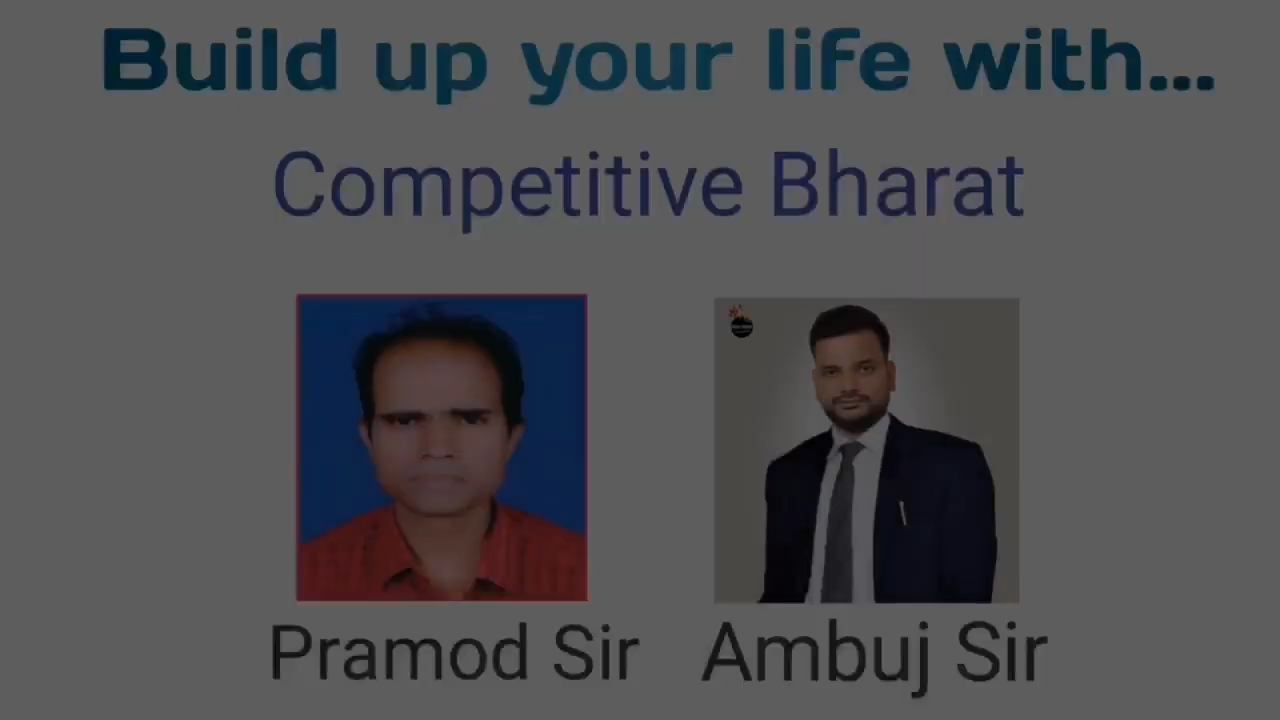 Build up your life with...
Competitive Bharat
Pramod Sir
Ambuj Sir